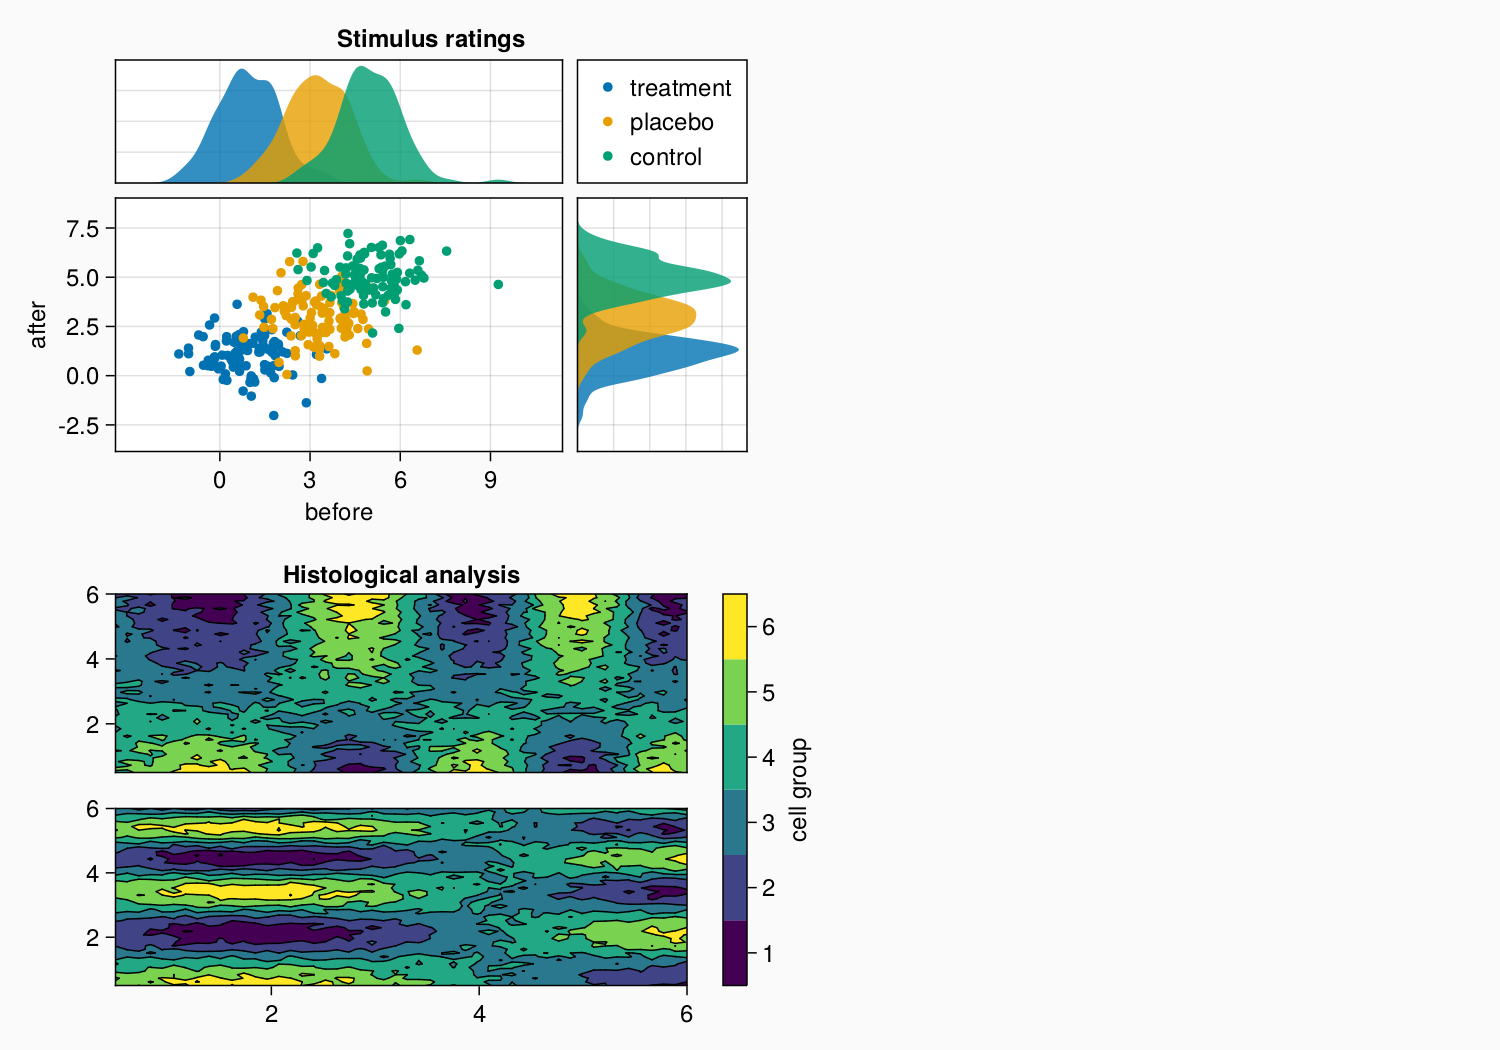 Stimulus ratings
treatment
placebo
control
7.5
5.0
2.5
0.0
-2.5
after
0 3 6 9
before
Histological analysis
6
4
2
6
4
2
2 4 6
6
5
4
3
2
1
cell group